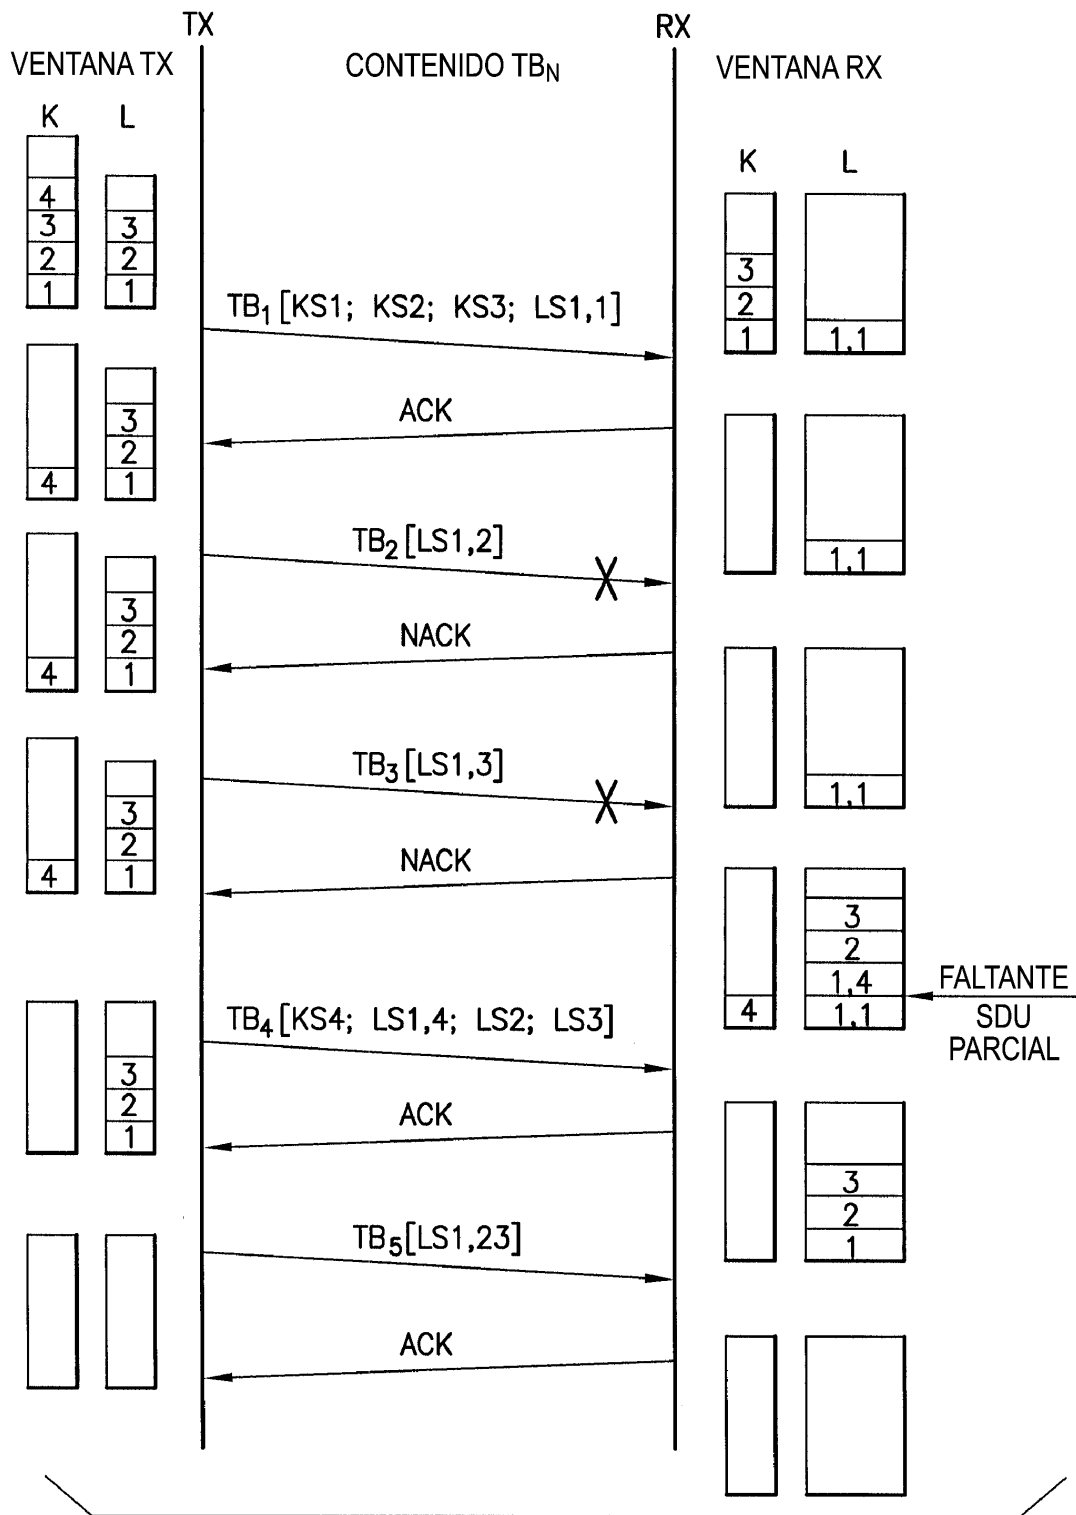 TX
RX
VENTANA TX
CONTENIDO TBN
VENTANA RX
K L
4
3 3
2 2
1 1
K L
3
2
1 1,1
TB1 [KS1; KS2; KS3; LS1,1]
ACK
3
2
4 1
1,1
TB2 [LS1,2]
X
NACK
3
2
4 1
1,1
TB3 [LS1,3]
X
NACK
3
2
4 1
3
2
1,4
4 1,1
FALTANTE
SDU
PARCIAL
TB4 [KS4; LS1,4; LS2; LS3]
ACK
3
2
1
3
2
1
TB5[LS1,23]
ACK